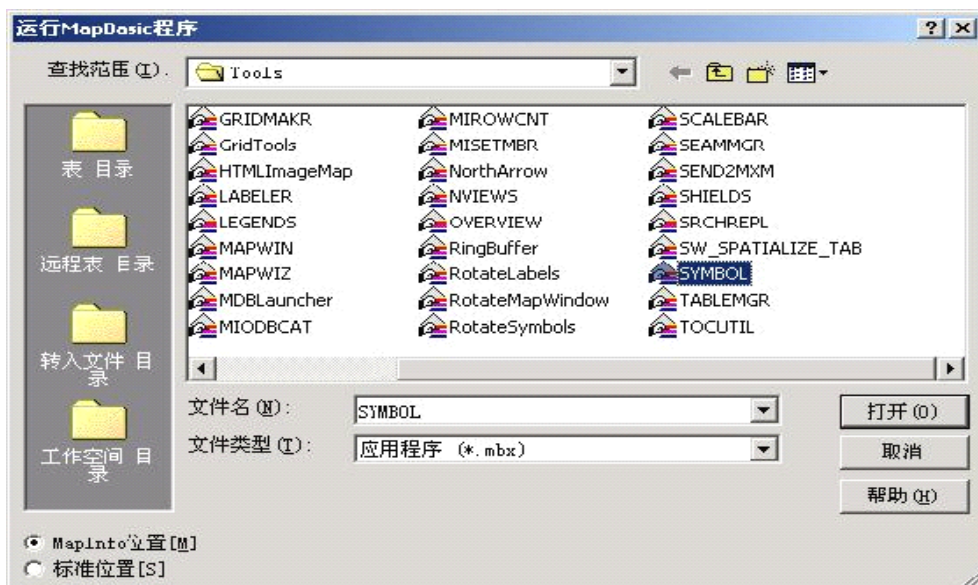 运行MapDasic程序
查找范围(I).
Tools
表 目录
远程表 目录
转入文件 目
录
工作空间 目
录
GRIDMAKR
GridTools
HTMLImageMap
LABELER
LEGENDS
MAPWIN
MAPWIZ
MDBLauncher
MIODBCAT
MIROWCNT
MISETMBR
NorthArrow
NVIEWS
OVERVIEW
RingBuffer
RotateLabels
RotateMapWindow
RotateSymbols
SCALEBAR
SEAMMGR
SEND2MXM
SHIELDS
SRCHREPL
SW_SPATIALIZE_TAB
SYMBOL
TABLEMGR
TOCUTIL
文件名(N):
SYMBOL
打开(O)
文件类型(T):
应用程序 (*.mbx)
取消
帮助(H)
MapInfo位置[M]
标准位置[S]